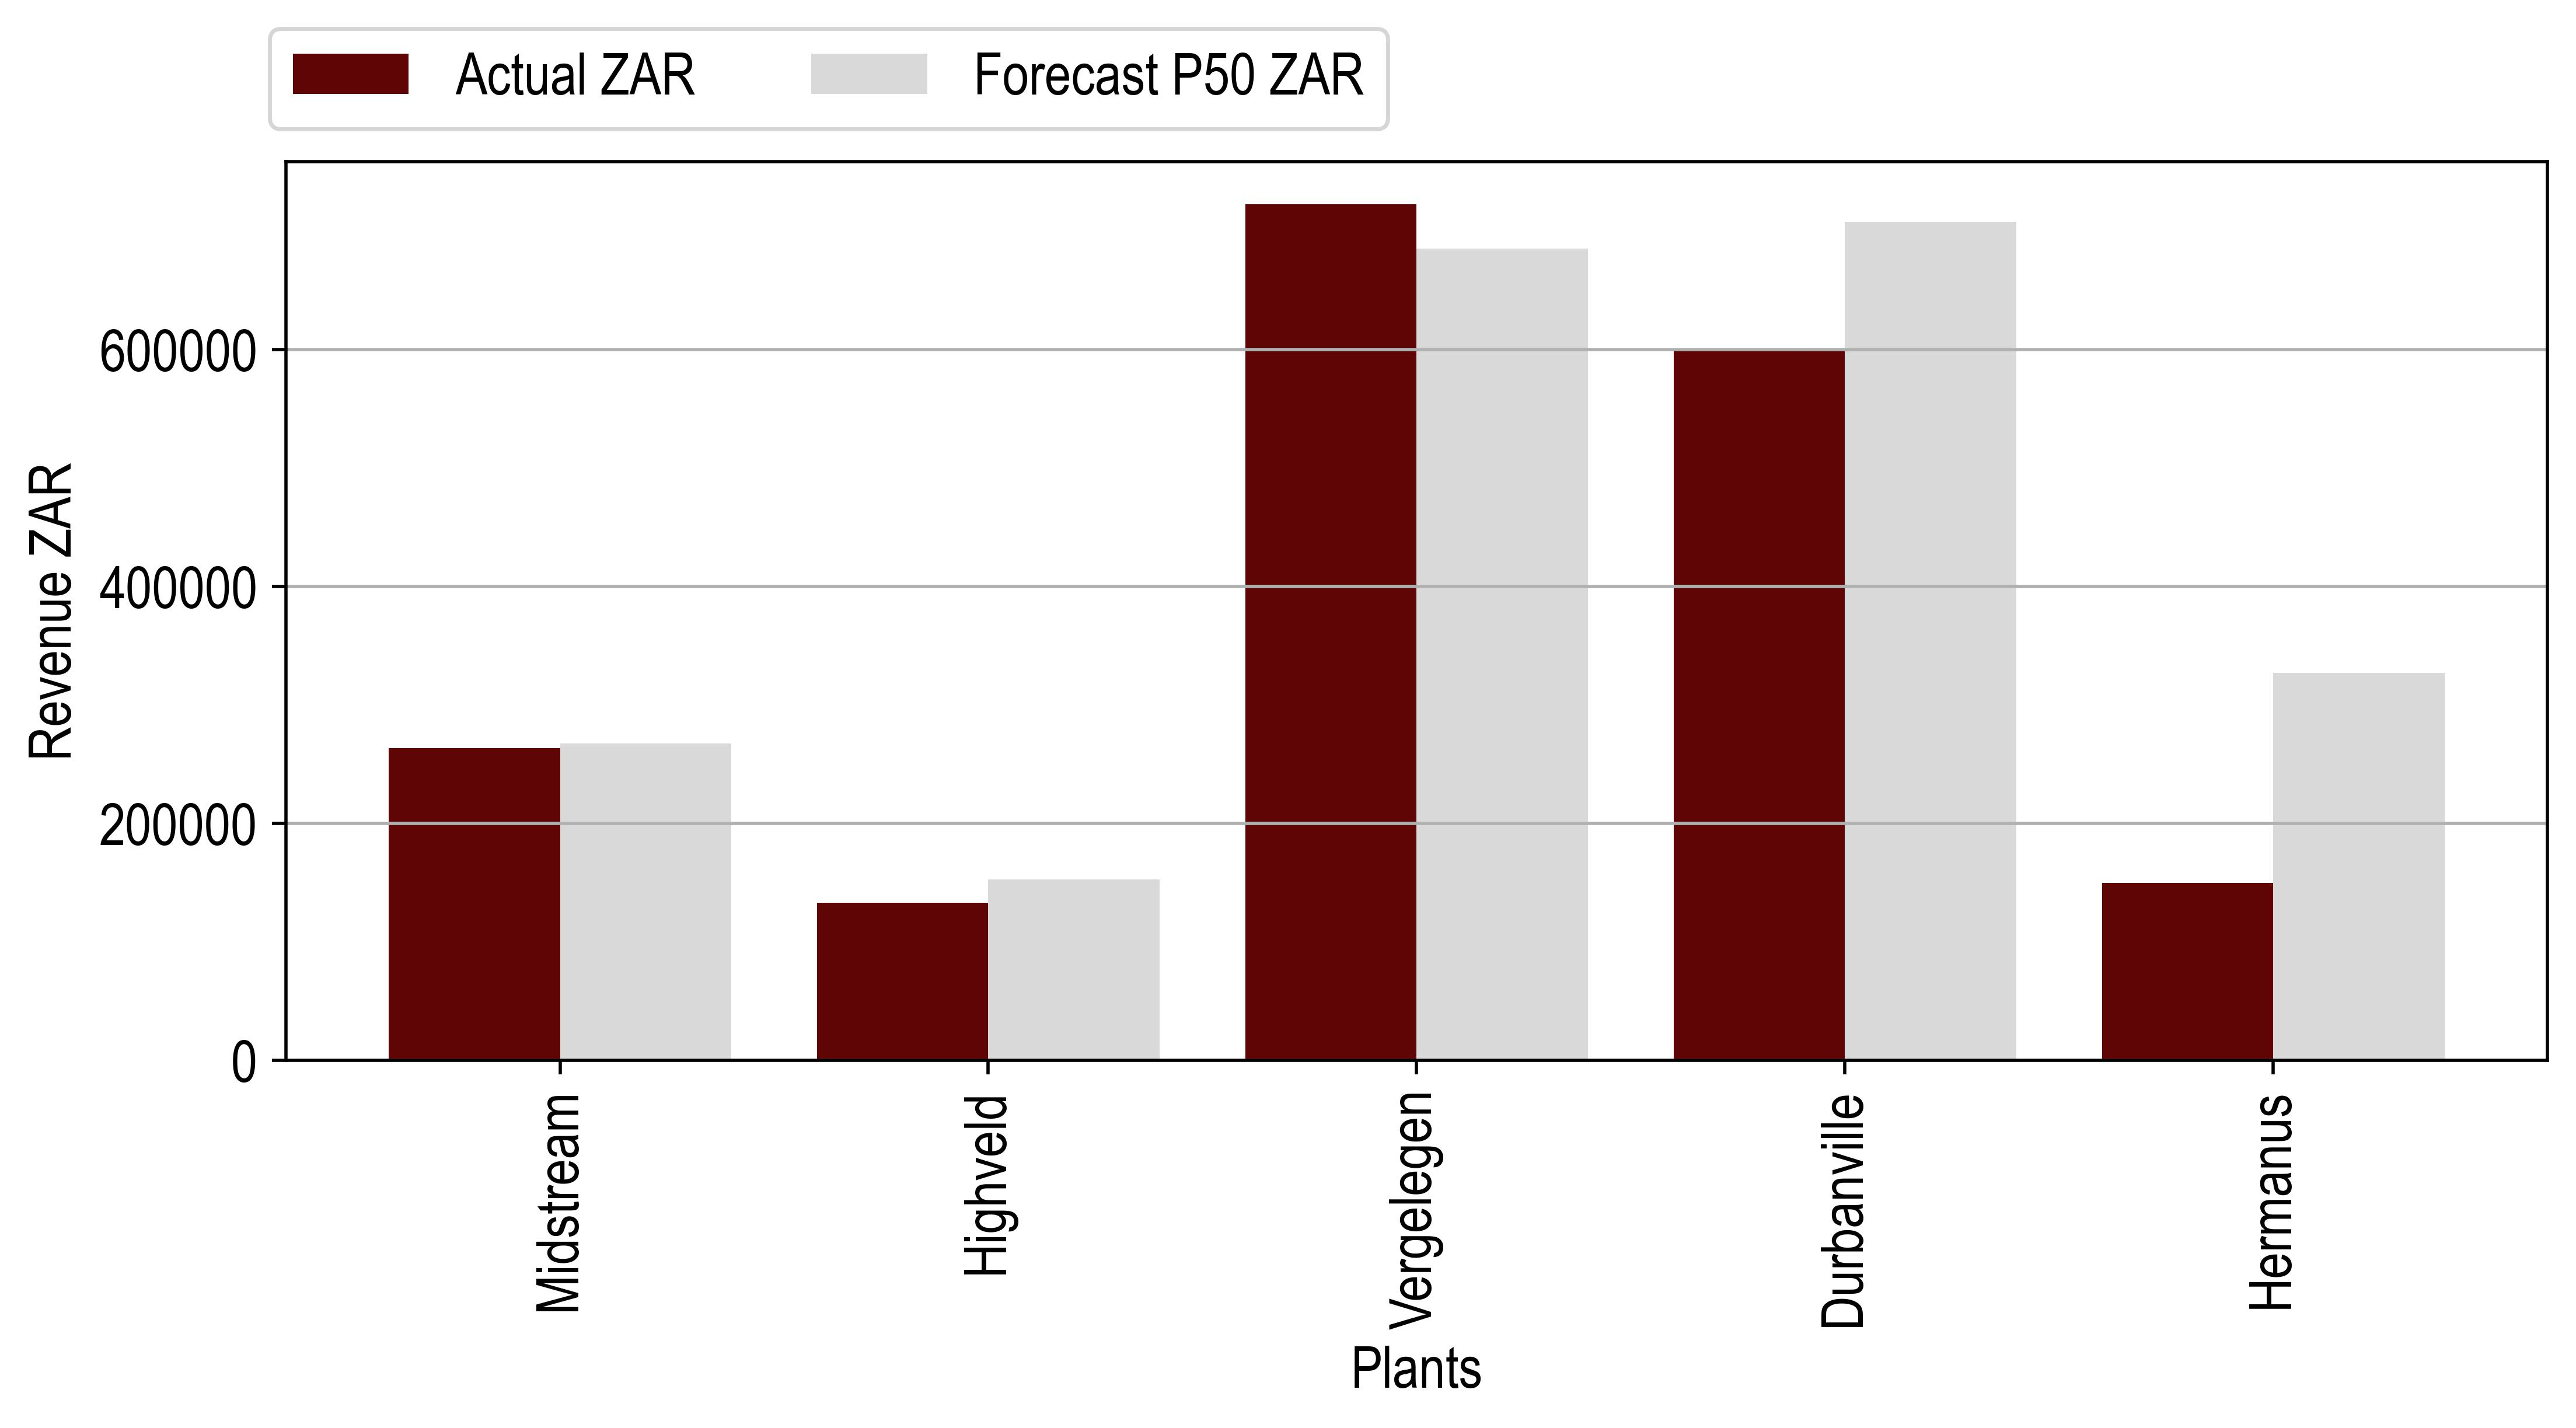 Actual ZAR
Forecast P50 ZAR
Revenue ZAR
600000
400000
200000
0
Midstream
Highveld
Vergelegen
Durbanville
Hermanus
Plants